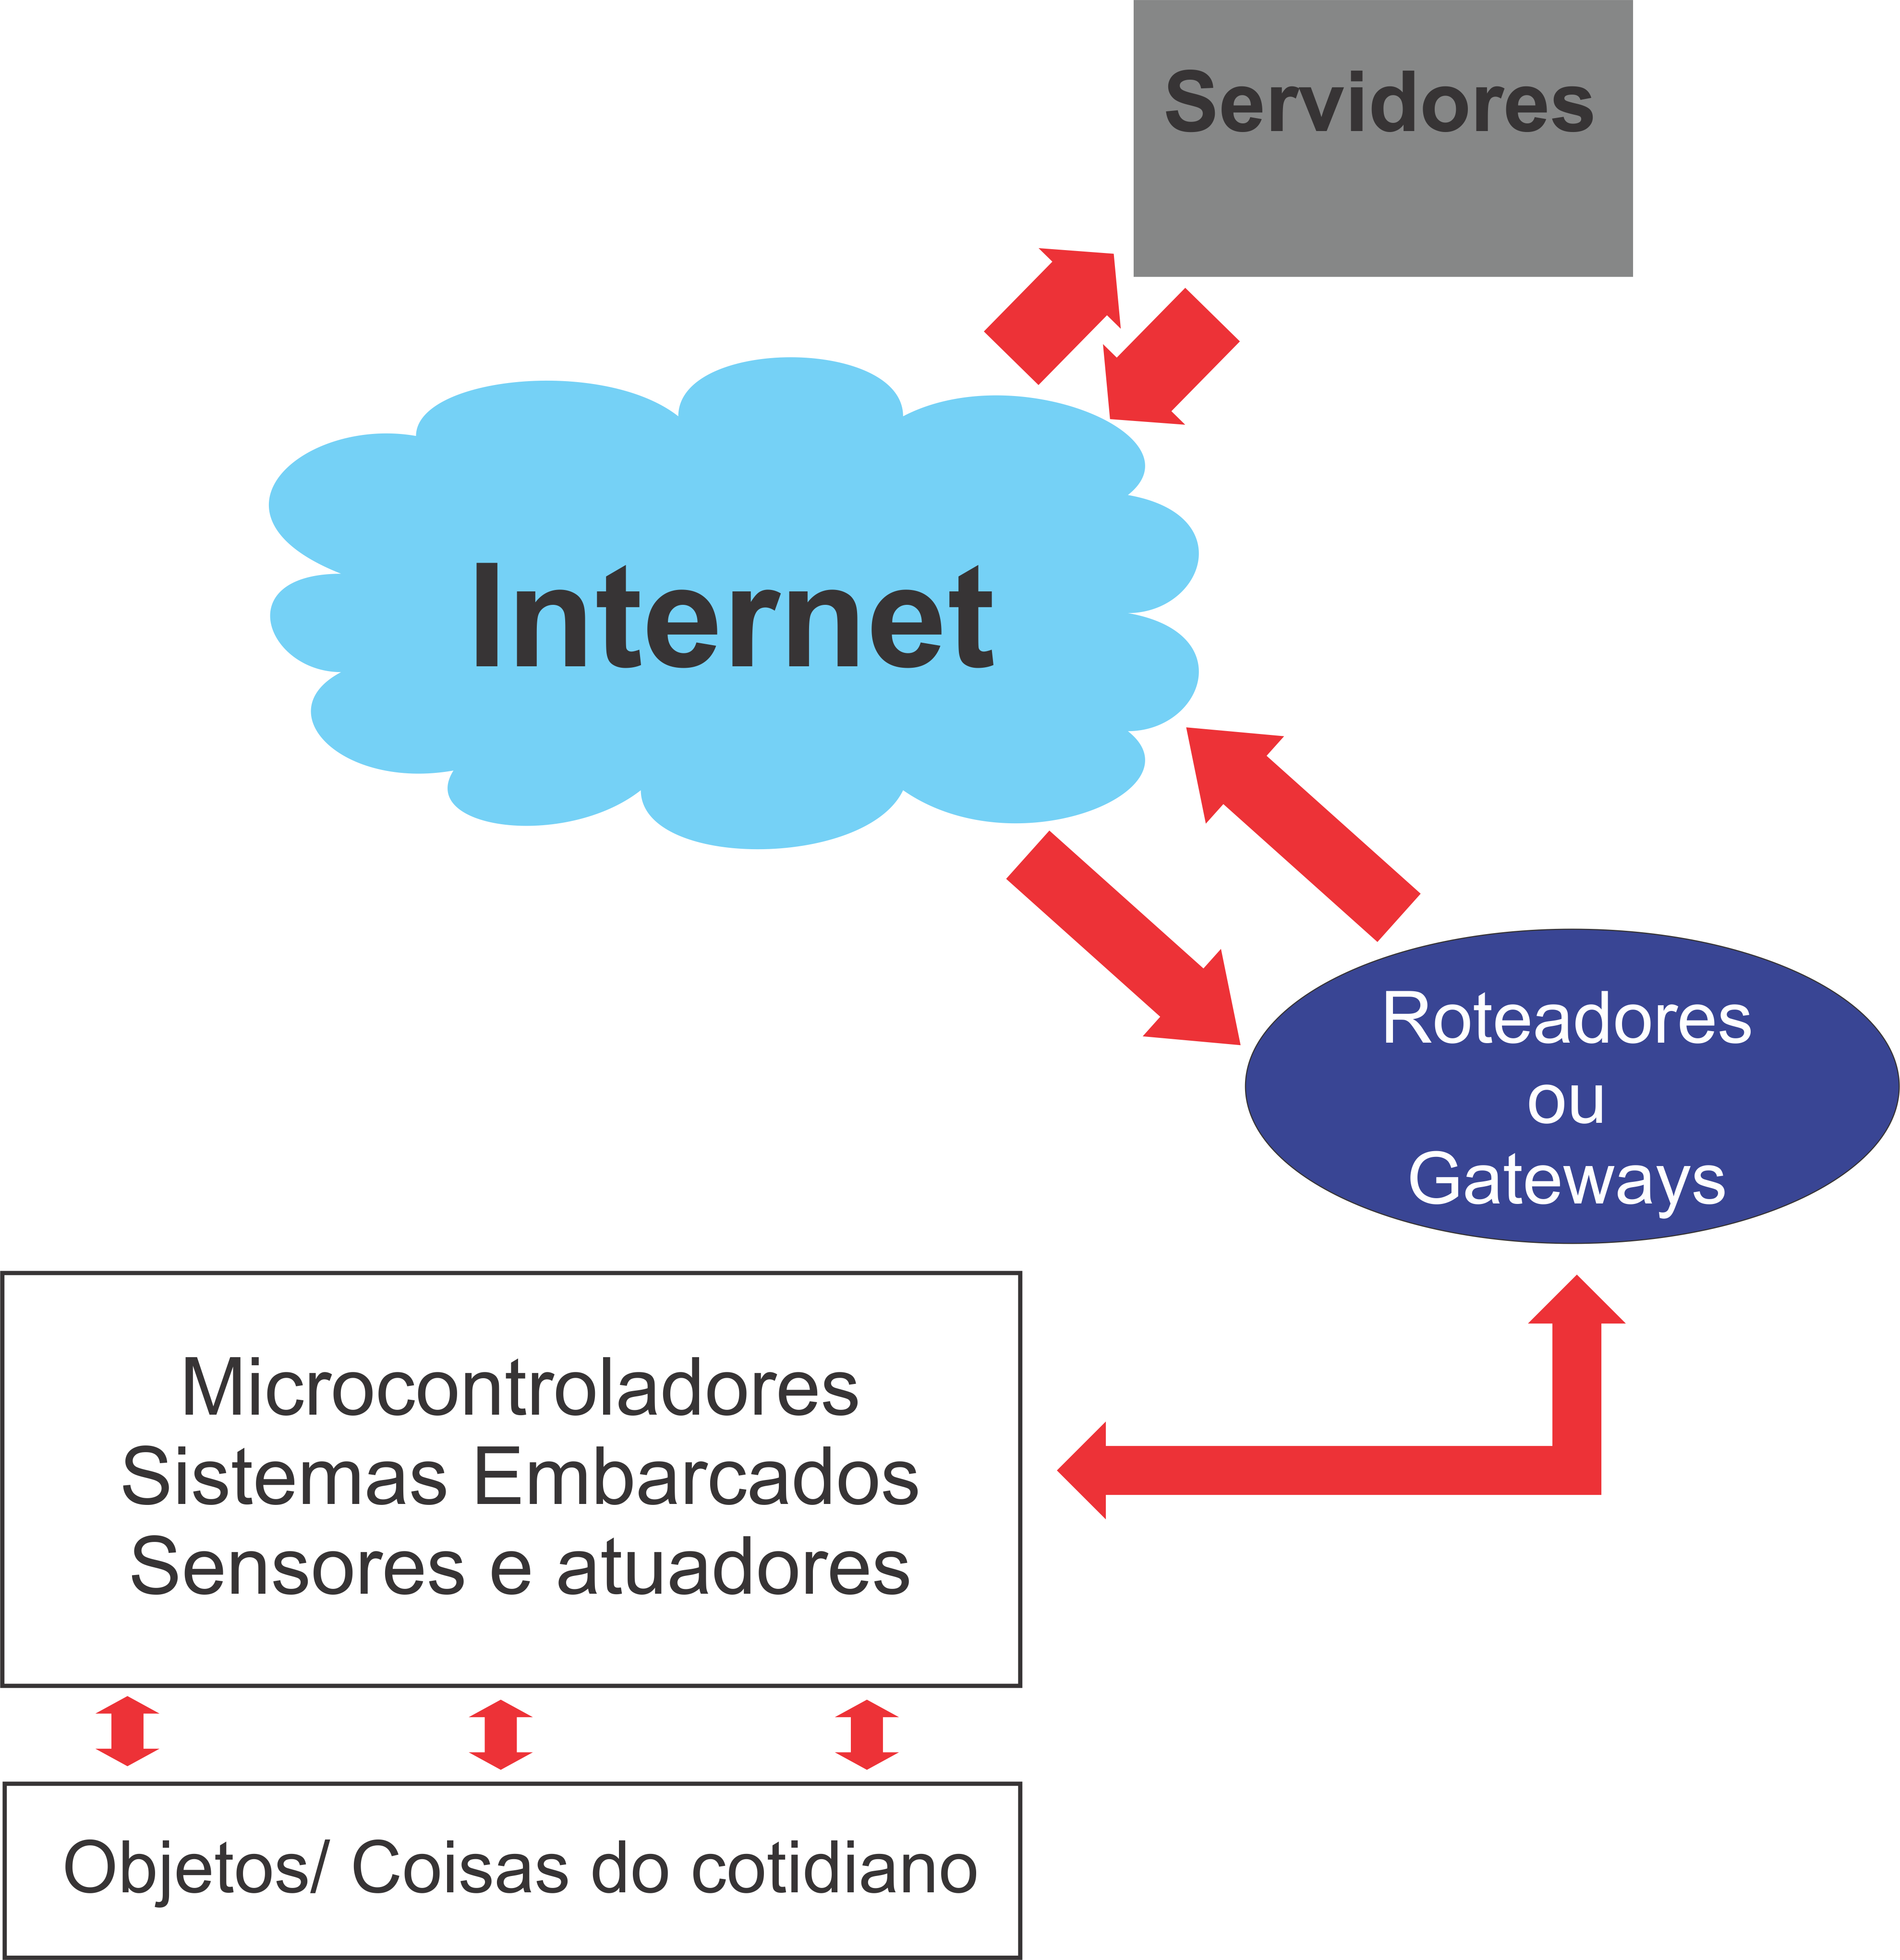 Servidores
Internet
Roteadores
ou
Gateways
Microcontroladores
Sistemas Embarcados
Sensores e atuadores
Objetos/ Coisas do cotidiano